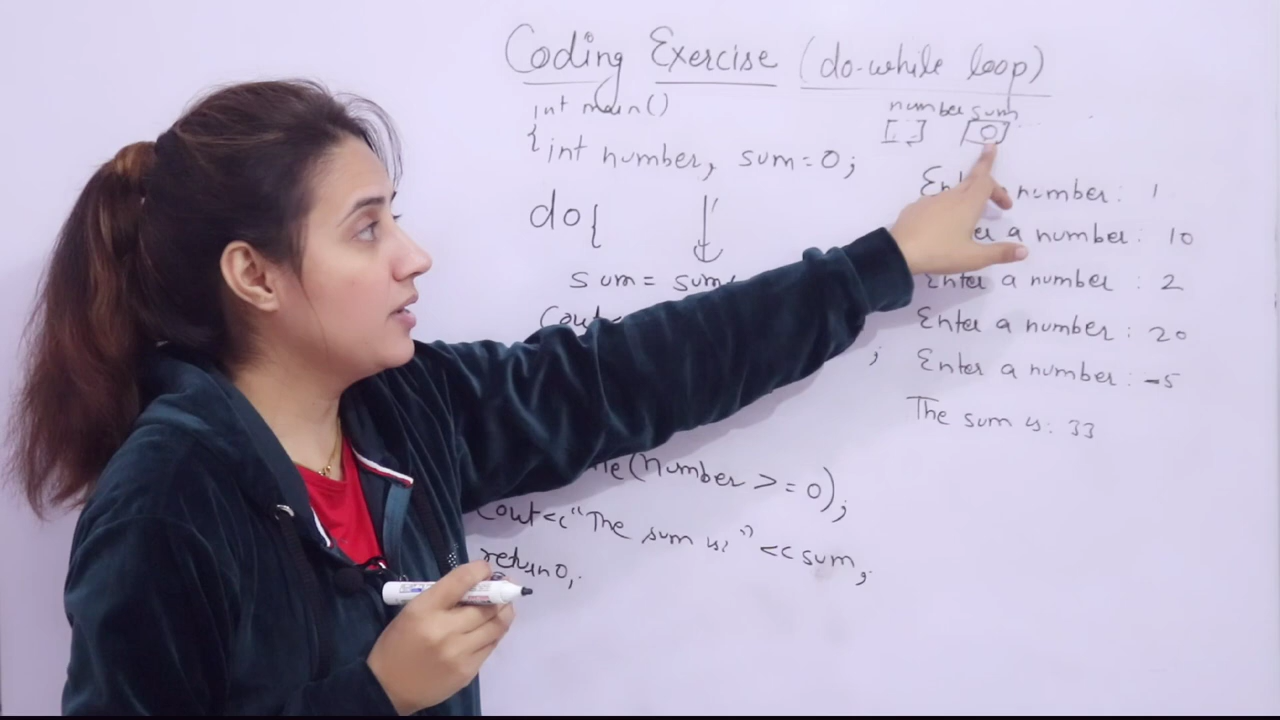 Coding Exercise (do-while loop)
int main()
{ int number, sum=0;
do{
sum = sum
Cout<
;
(number >= 0);
Cout<<"The sum is:" << sum;
return 0;
number sum
0
number: 1
a number: 10
Enter a number: 2
Enter a number: 20
Enter a number: -5
The sum is: 33